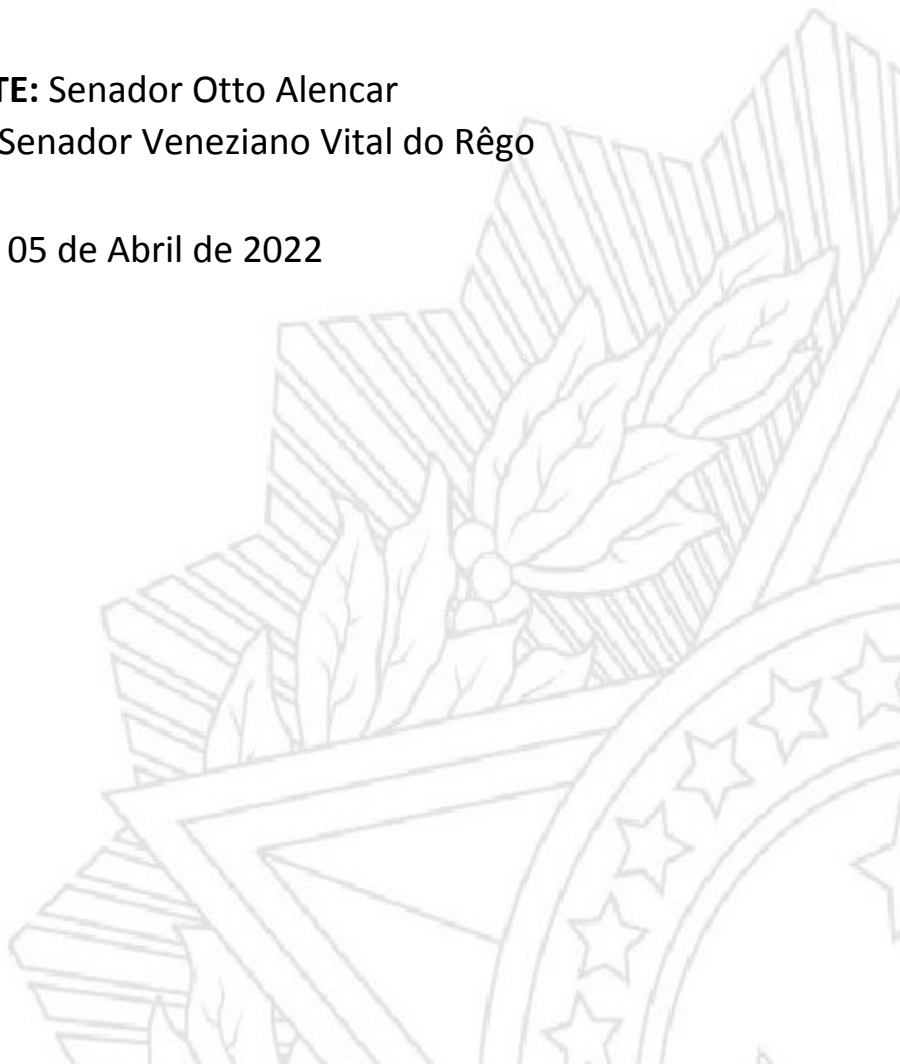 TE: Senador Otto Alencar
Senador Veneziano Vital do Rêgo
05 de Abril de 2022